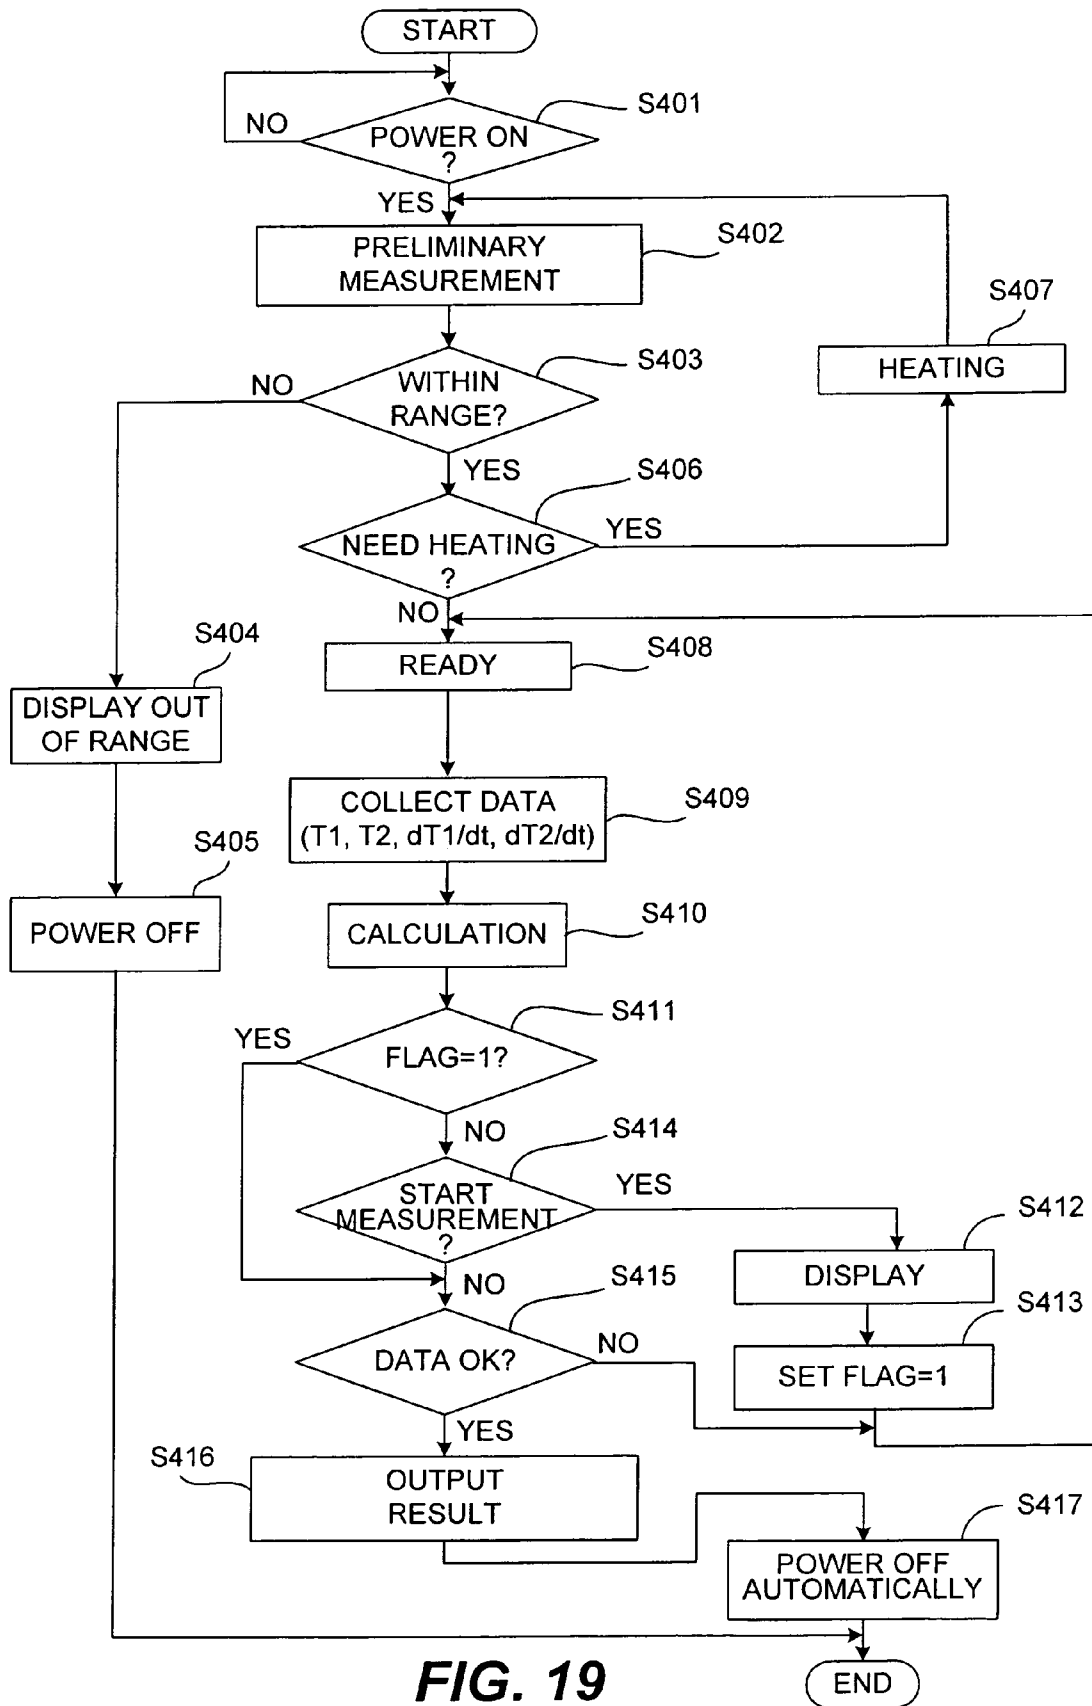 START
S401
NO
POWER ON
?
YES
S402
PRELIMINARY
MEASUREMENT
S407
HEATING
S403
NO
WITHIN
RANGE?
YES
S406
NEED HEATING
?
YES
NO
S404
DISPLAY OUT
OF RANGE
S408
READY
S409
COLLECT DATA
(T1, T2, dT1/dt, dT2/dt)
S405
POWER OFF
S410
CALCULATION
S411
YES
FLAG=1?
NO
S414
START
MEASUREMENT
?
YES
S412
DISPLAY
NO
S415
S413
DATA OK?
NO
SET FLAG=1
YES
S416
OUTPUT
RESULT
S417
POWER OFF
AUTOMATICALLY
END
FIG. 19